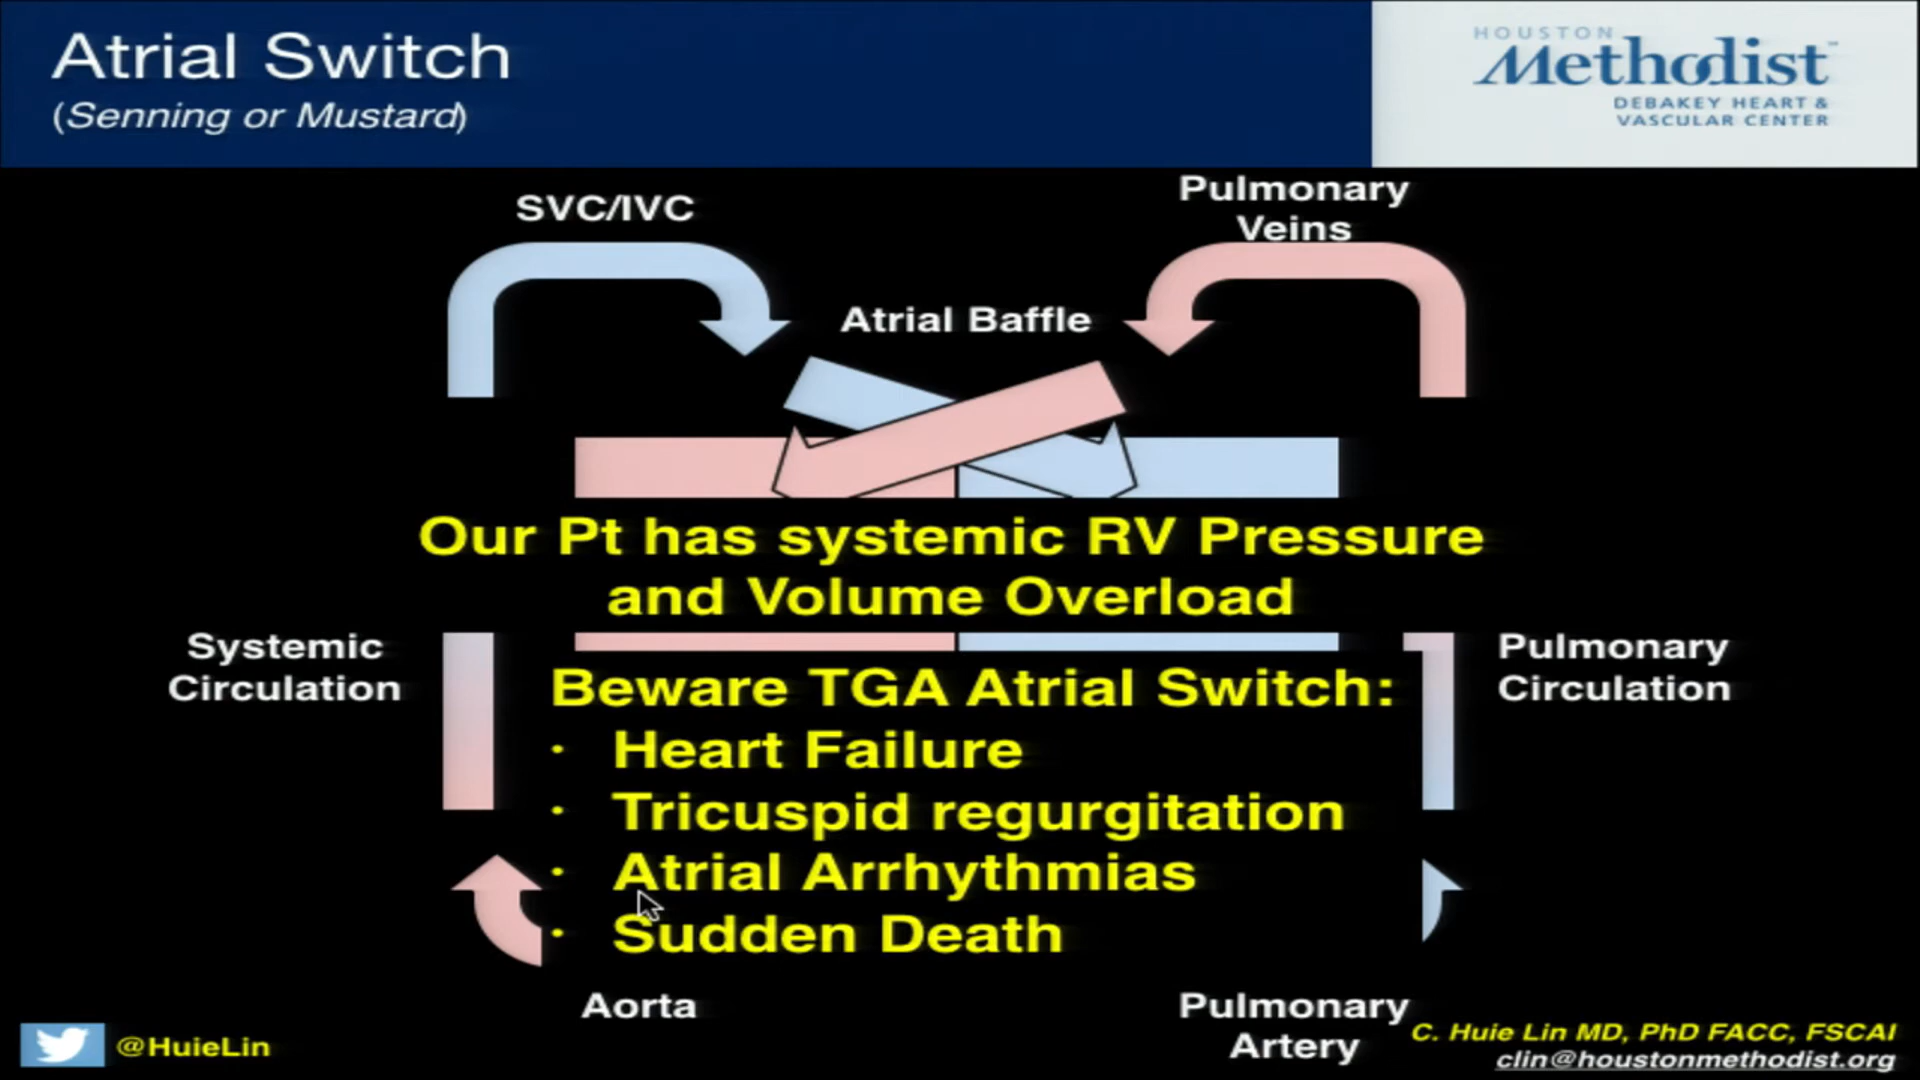 Atrial Switch
(Senning or Mustard)
HOUSTON
Methodist™
DEBAKEY HEART &
VASCULAR CENTER
SVC/IVC
Pulmonary
Veins
Atrial Baffle
Our Pt has systemic RV Pressure
and Volume Overload
Systemic
Circulation
Pulmonary
Circulation
Beware TGA Atrial Switch:
· Heart Failure
· Tricuspid regurgitation
· Atrial Arrhythmias
· Sudden Death
Aorta
Pulmonary
Artery
@HuieLin
C. Huie Lin MD, PhD FACC, FSCAI
clin@houstonmethodist.org